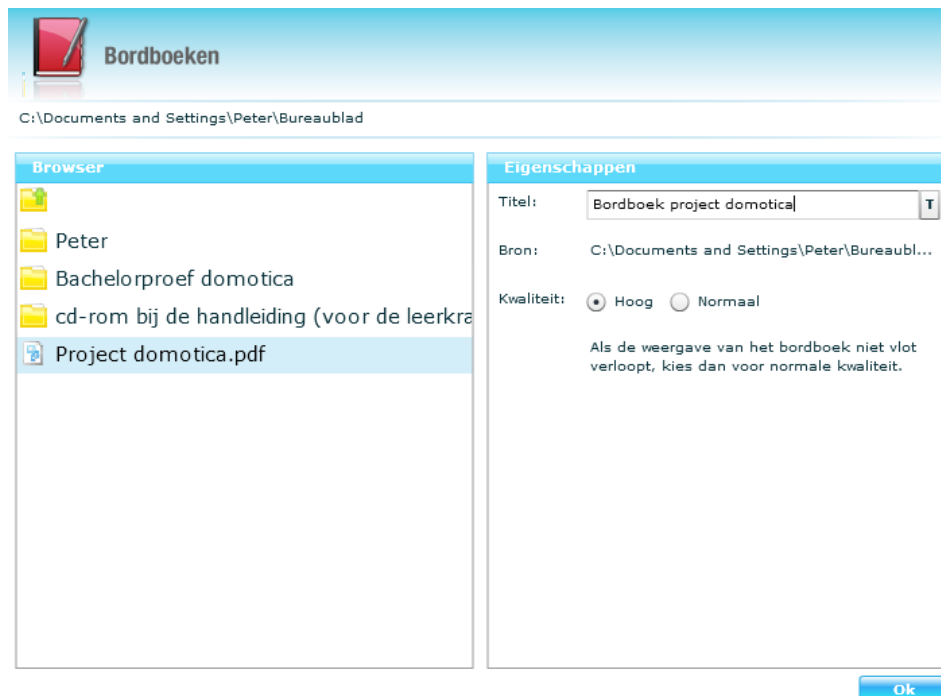 Bordboeken
C:\Documents and Settings\Peter\Bureaublad
Browser
Peter
Bachelorproef domotica
cd-rom bij de handleiding (voor de leerkra
Project domotica.pdf
Eigenschappen
Titel: Bordboek project domotica T
Bron: C:\Documents and Settings\Peter\Bureaubl...
Kwaliteit: Hoog Normaal
Als de weergave van het bordboek niet vlot
verloopt, kies dan voor normale kwaliteit.
Ok